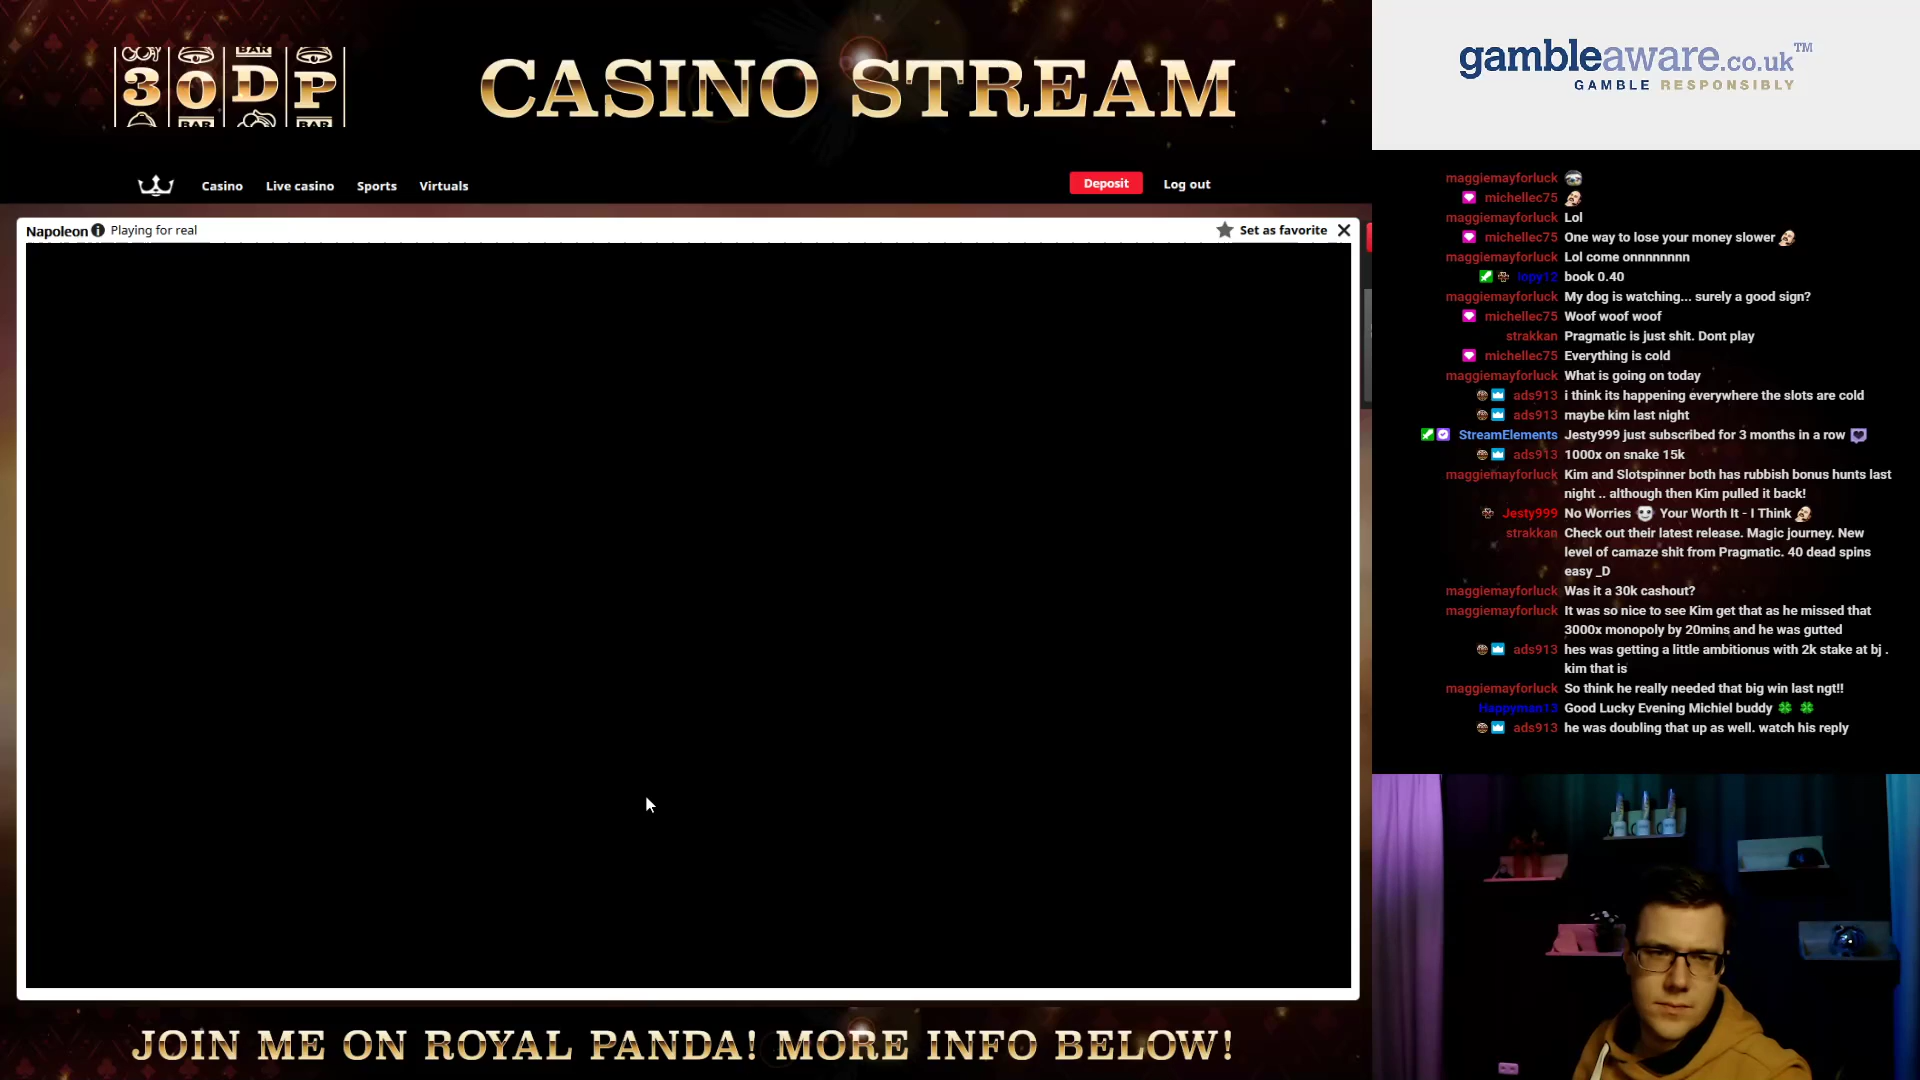 30DP
BAR
BAR
BAR
CASINO STREAM
gambleaware.co.uk™
GAMBLE RESPONSIBLY
Casino
Live casino
Sports
Virtuals
Deposit
Log out
Napoleon
Playing for real
Set as favorite
maggiemayforluck
michellec75
maggiemayforluck Lol
michellec75 One way to lose your money slower
maggiemayforluck Lol come onnnnnnnn
lopy12 book 0.40
maggiemayforluck My dog is watching... surely a good sign?
michellec75 Woof woof woof
strakkan Pragmatic is just shit. Dont play
michellec75 Everything is cold
maggiemayforluck What is going on today
ads913 i think its happening everywhere the slots are cold
ads913 maybe kim last night
StreamElements Jesty999 just subscribed for 3 months in a row
ads913 1000x on snake 15k
maggiemayforluck Kim and Slotspinner both has rubbish bonus hunts last
night .. although then Kim pulled it back!
Jesty999 No Worries Your Worth It - I Think
strakkan Check out their latest release. Magic journey. New
level of camaze shit from Pragmatic. 40 dead spins
easy _D
maggiemayforluck Was it a 30k cashout?
maggiemayforluck It was so nice to see Kim get that as he missed that
3000x monopoly by 20mins and he was gutted
ads913 hes was getting a little ambitionus with 2k stake at bj .
kim that is
maggiemayforluck So think he really needed that big win last ngt!!
Happyman13 Good Lucky Evening Michiel buddy
ads913 he was doubling that up as well. watch his reply
JOIN ME ON ROYAL PANDA! MORE INFO BELOW!